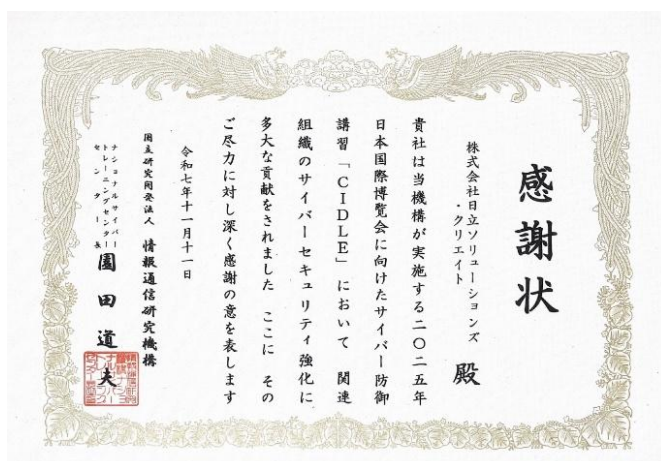 感謝状
株式会社日立ソリューションズ
・クリエイト
殿
貴社は当機構が実施する二〇二五年
日本国際博覧会に向けたサイバー防御
講習「CIDLE」において 関連
組織のサイバーセキュリティ強化に
多大な貢献をされました ここに その
ご尽力に対し深く感謝の意を表します
令和七年十一月十一日
国立研究開発法人 情報通信研究機構
ナショナルサイバー
トレーニングセンター
センター長
園田道夫